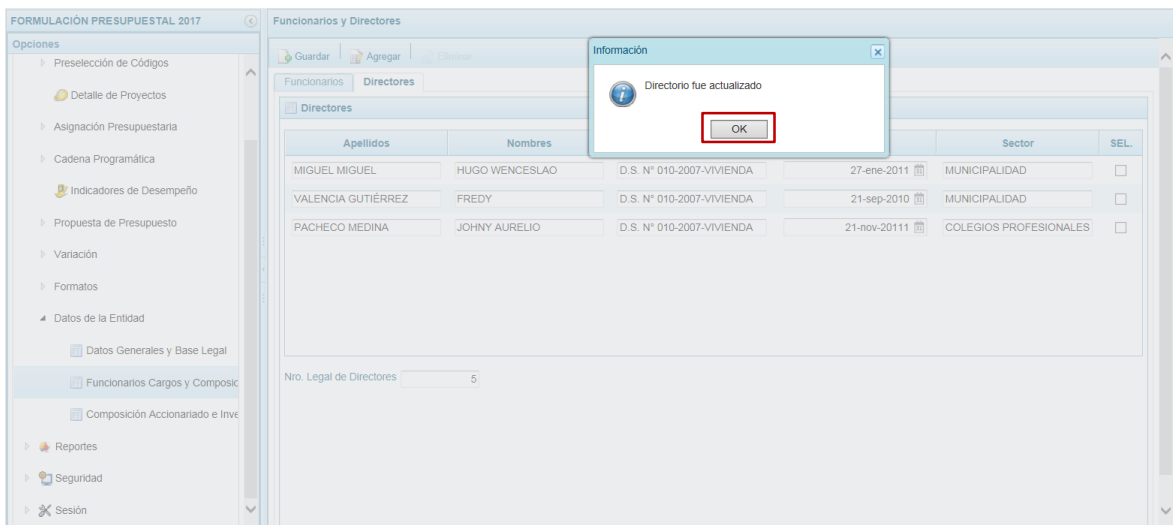 FORMULACIÓN PRESUPUESTAL 2017
Opciones
Preselección de Códigos
Detalle de Proyectos
Asignación Presupuestaria
Cadena Programática
Indicadores de Desempeño
Propuesta de Presupuesto
Variación
Formatos
Datos de la Entidad
Datos Generales y Base Legal
Funcionarios Cargos y Composic
Composición Accionariado e Inve
Reportes
Seguridad
Sesión
Funcionarios y Directores
Guardar Agregar Eliminar
Funcionarios Directores
Directores
Información
Directorio fue actualizado
OK
Apellidos Nombres Sector SEL.
MIGUEL MIGUEL HUGO WENCESLAO D.S. N° 010-2007-VIVIENDA 27-ene-2011 MUNICIPALIDAD
VALENCIA GUTIÉRREZ FREDY D.S. N° 010-2007-VIVIENDA 21-sep-2010 MUNICIPALIDAD
PACHECO MEDINA JOHNY AURELIO D.S. N° 010-2007-VIVIENDA 21-nov-20111 COLEGIOS PROFESIONALES
Nro. Legal de Directores 5